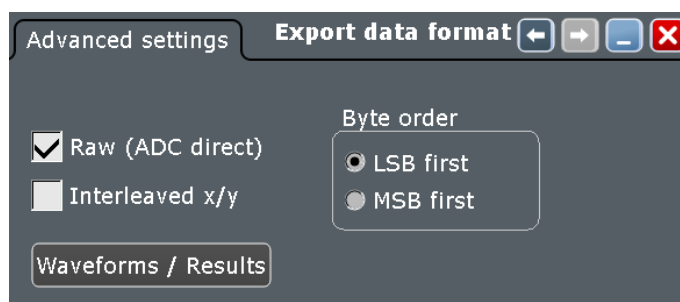 Advanced settings
Export data format
Byte order
Raw (ADC direct)
LSB first
Interleaved x/y
MSB first
Waveforms / Results